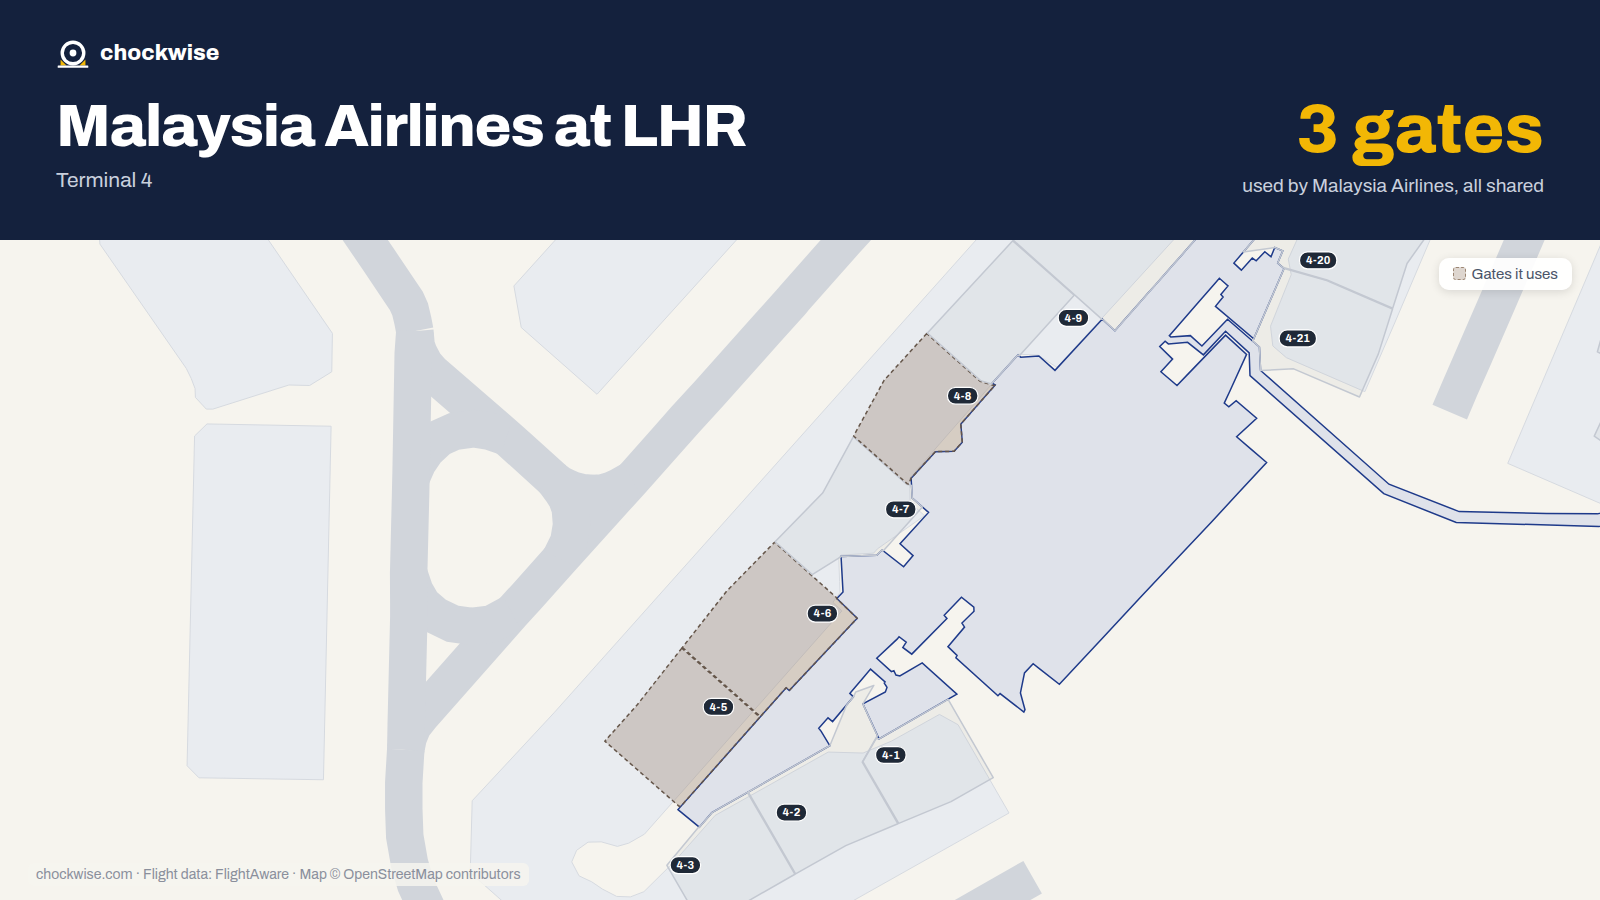 chockwise
Malaysia Airlines at LHR
Terminal 4
3 gates
used by Malaysia Airlines, all shared
Gates it uses
4-20
4-9
4-21
4-8
4-7
4-6
4-5
4-1
4-2
4-3
chockwise.com · Flight data: FlightAware · Map © OpenStreetMap contributors